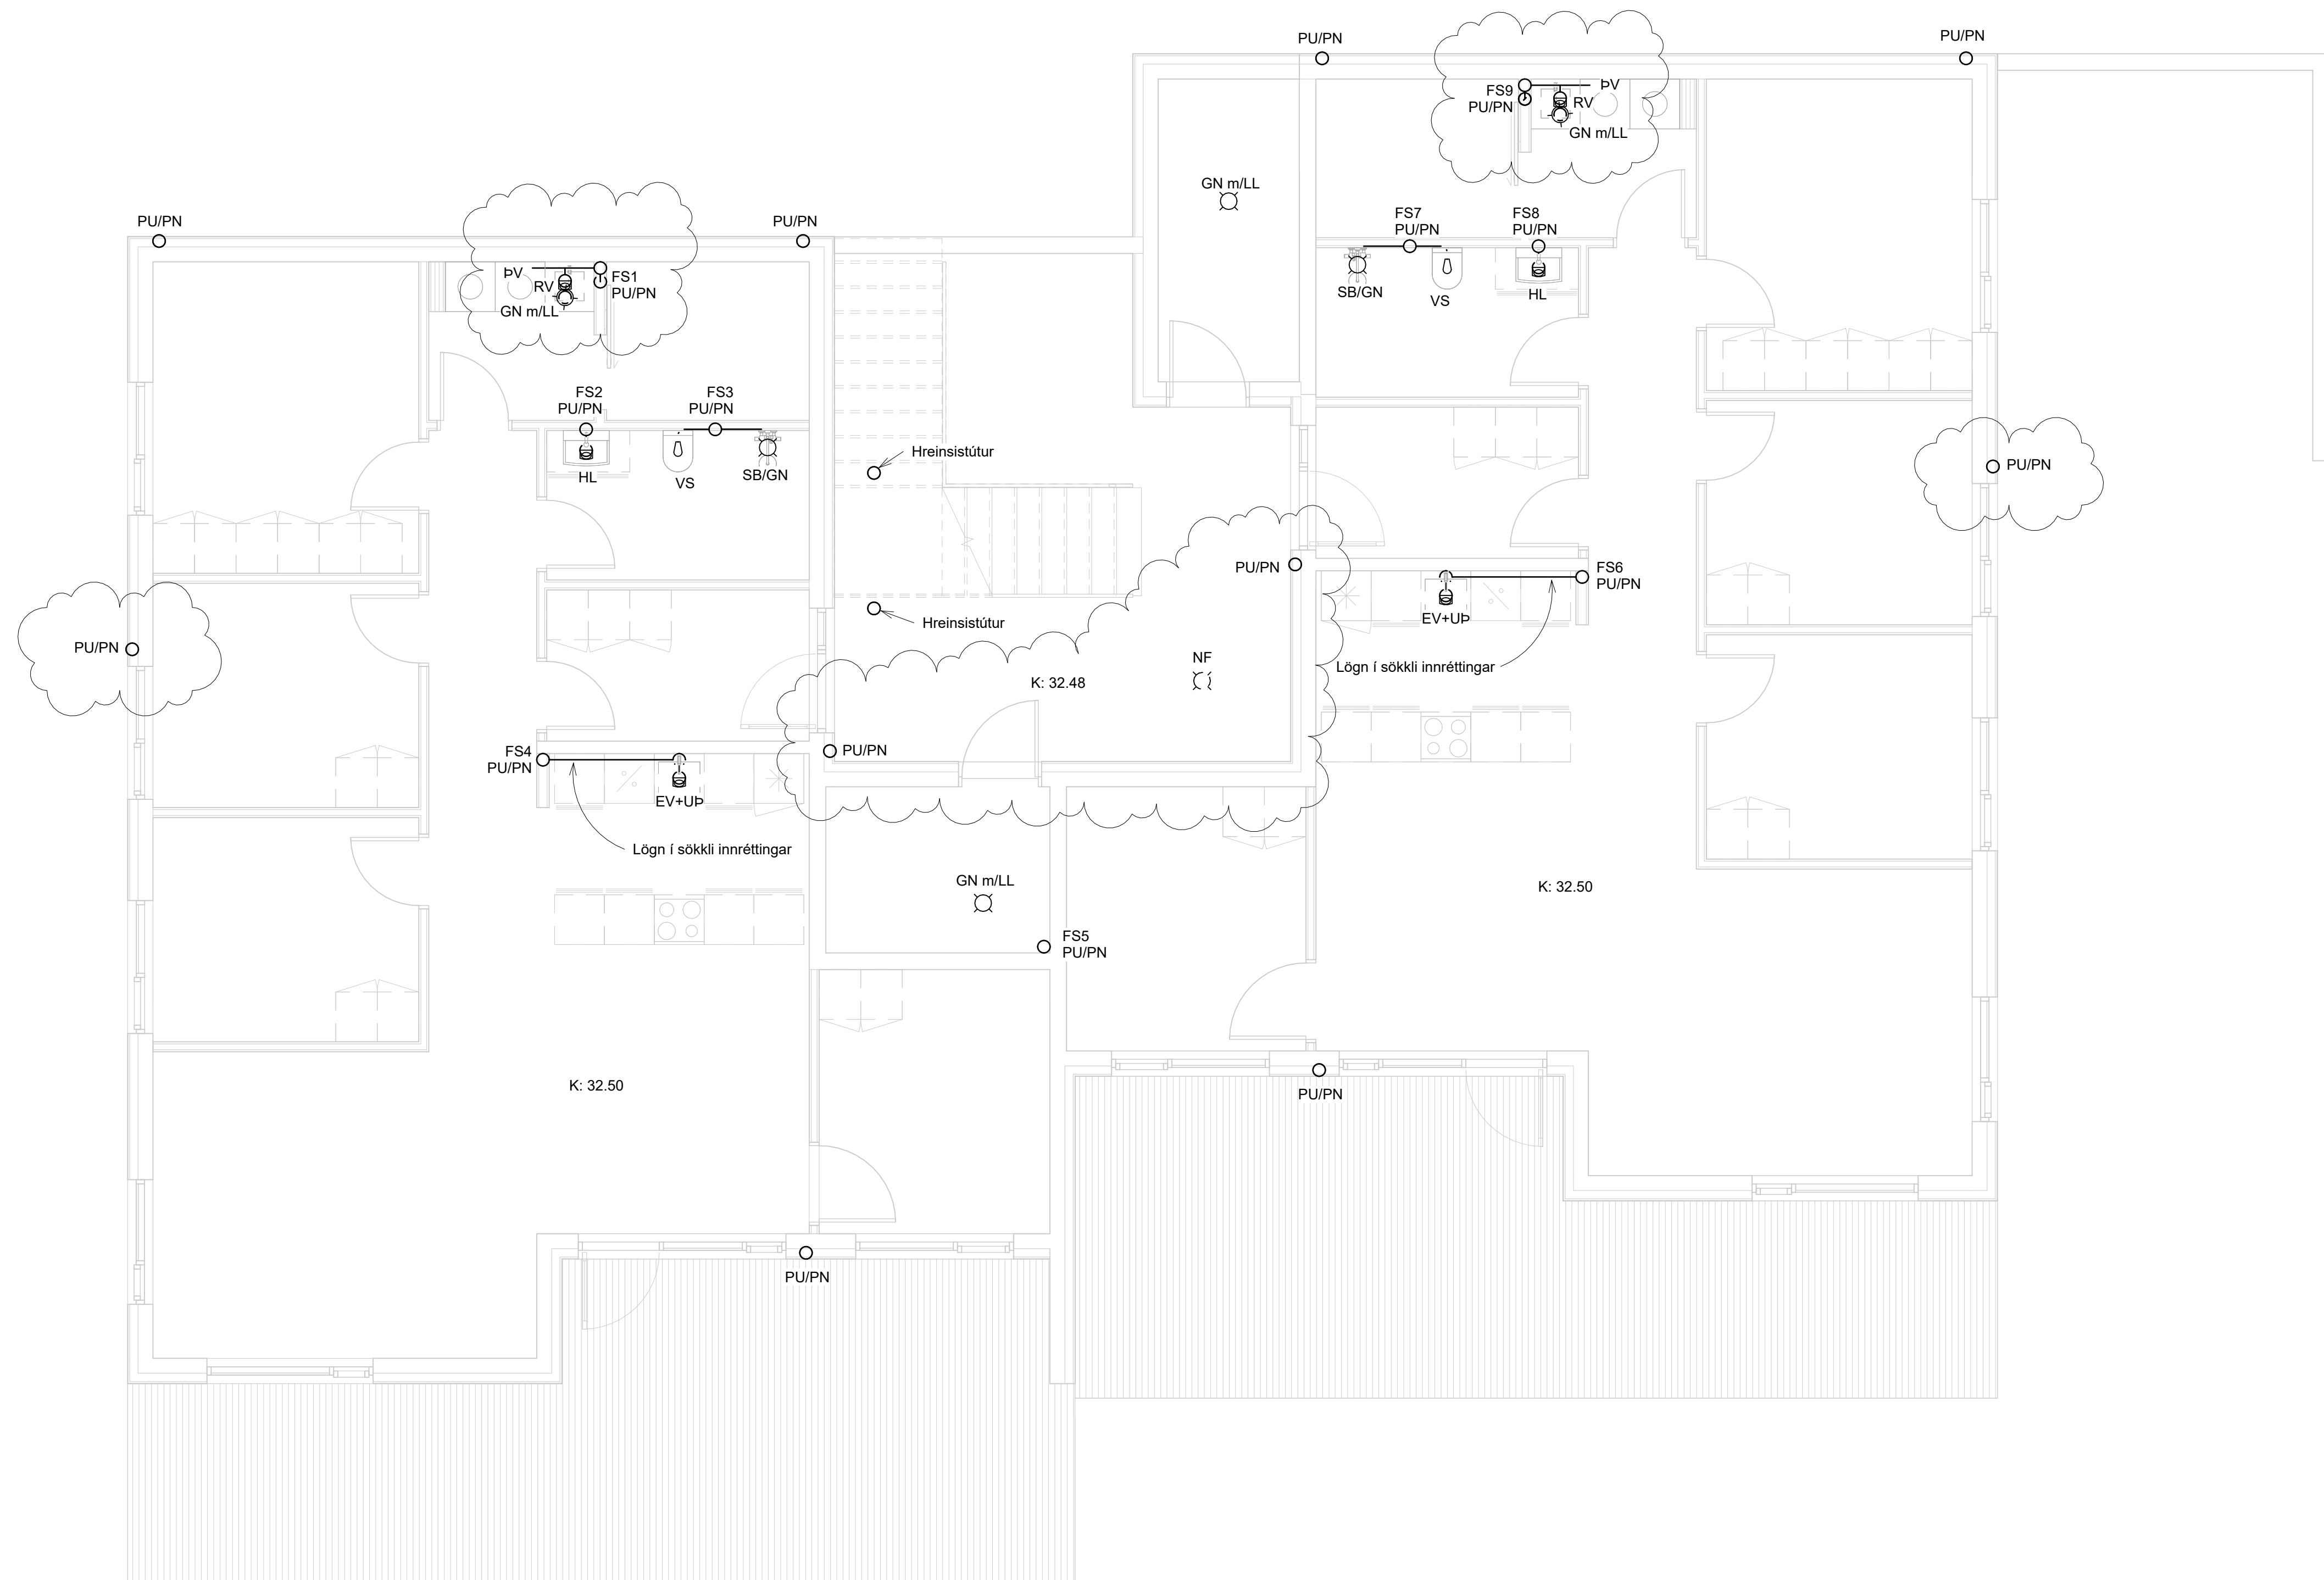 PU/PN
PU/PN
FS9
PU/PN
ÞV
RV
GN m/LL
GN m/LL
PU/PN
PU/PN
FS7
PU/PN
FS8
PU/PN
ÞV
RV
GN m/LL
FS1
PU/PN
SB/GN
VS
HL
FS2
PU/PN
FS3
PU/PN
HL
VS
SB/GN
Hreinsistútur
PU/PN
PU/PN
FS6
PU/PN
EV+UÞ
Hreinsistútur
PU/PN
NF
Lögn í sökkli innréttingar
K: 32.48
FS4
PU/PN
PU/PN
EV+UÞ
Lögn í sökkli innréttingar
GN m/LL
K: 32.50
FS5
PU/PN
K: 32.50
PU/PN
PU/PN